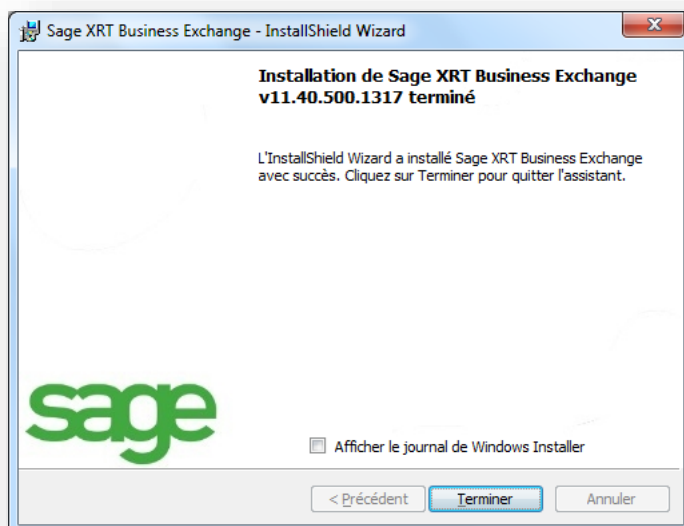 Sage XRT Business Exchange - InstallShield Wizard
Installation de Sage XRT Business Exchange
v11.40.500.1317 terminé
L'InstallShield Wizard a installé Sage XRT Business Exchange
avec succès. Cliquez sur Terminer pour quitter l'assistant.
sage
Afficher le journal de Windows Installer
< Précédent
Terminer
Annuler